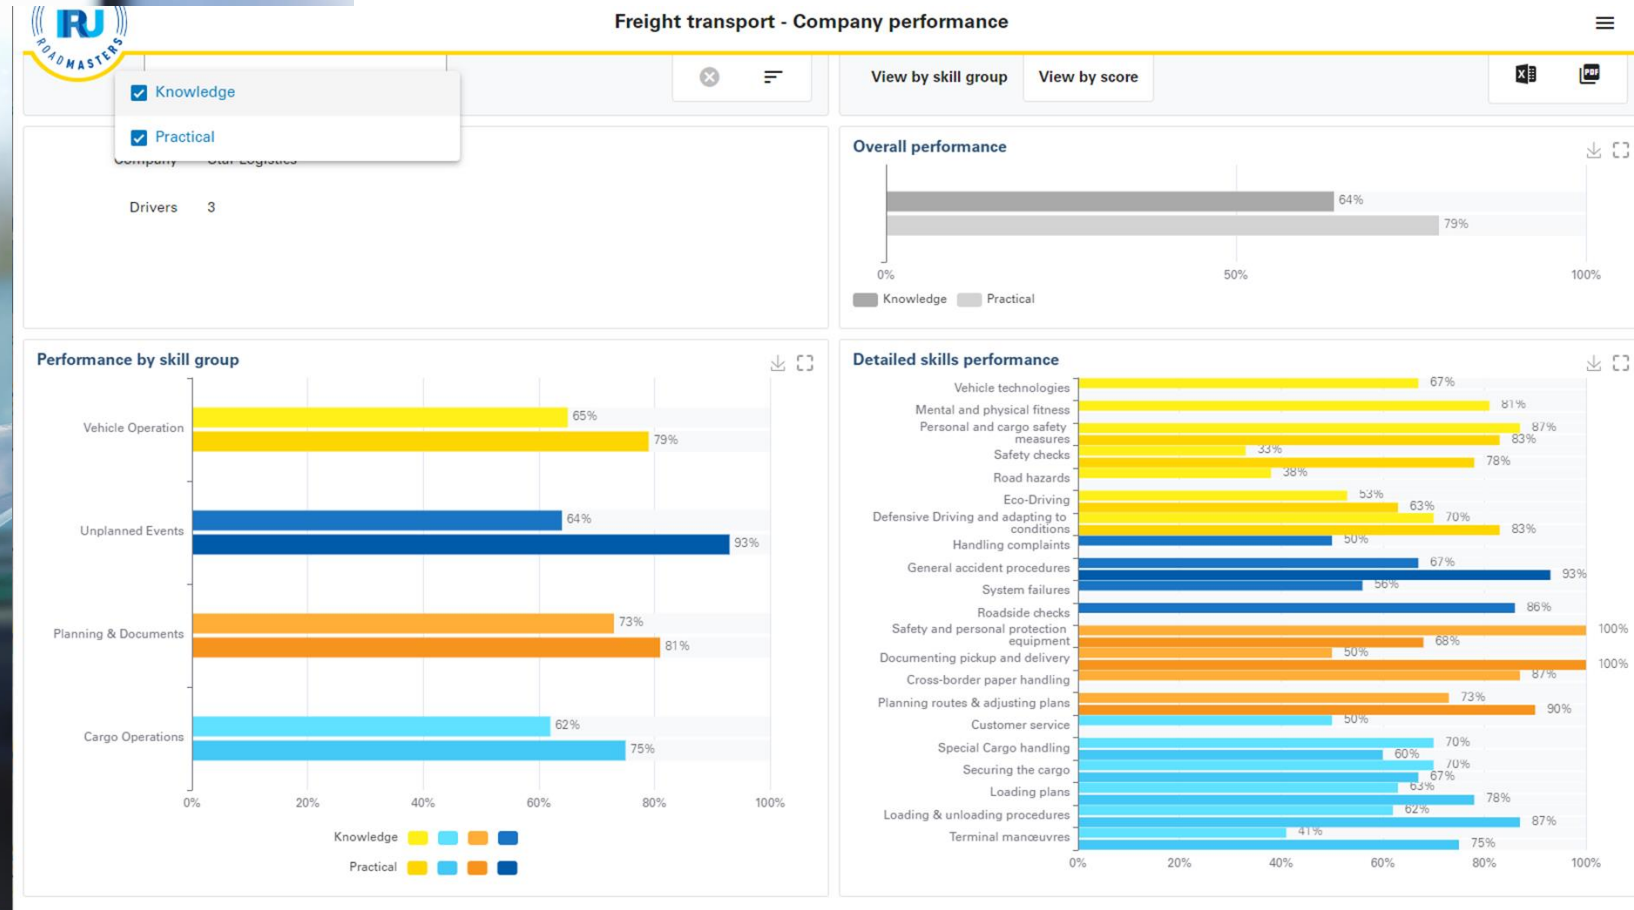 IRU
ROADMASTERS
Freight transport - Company performance
Knowledge
Practical
View by skill group
View by score
PDF
Company Star Logistics
Drivers 3
Overall performance
64%
79%
0% 50% 100%
Knowledge Practical
Performance by skill group
Vehicle Operation 65%
79%
Unplanned Events 64%
93%
Planning & Documents 73%
81%
Cargo Operations 62%
75%
0% 20% 40% 60% 80% 100%
Knowledge
Practical
Detailed skills performance
Vehicle technologies 67%
Mental and physical fitness 81%
Personal and cargo safety 87%
measures 83%
Safety checks 33%
78%
Road hazards 38%
Eco-Driving 53%
63%
Defensive Driving and adapting to 70%
conditions 83%
Handling complaints 50%
General accident procedures 67%
93%
System failures 56%
Roadside checks 86%
Safety and personal protection 100%
equipment 68%
Documenting pickup and delivery 50%
100%
Cross-border paper handling 87%
Planning routes & adjusting plans 73%
90%
Customer service 50%
Special Cargo handling 70%
60%
Securing the cargo 70%
67%
Loading plans 63%
78%
Loading & unloading procedures 62%
87%
Terminal manœuvres 41%
75%
0% 20% 40% 60% 80% 100%